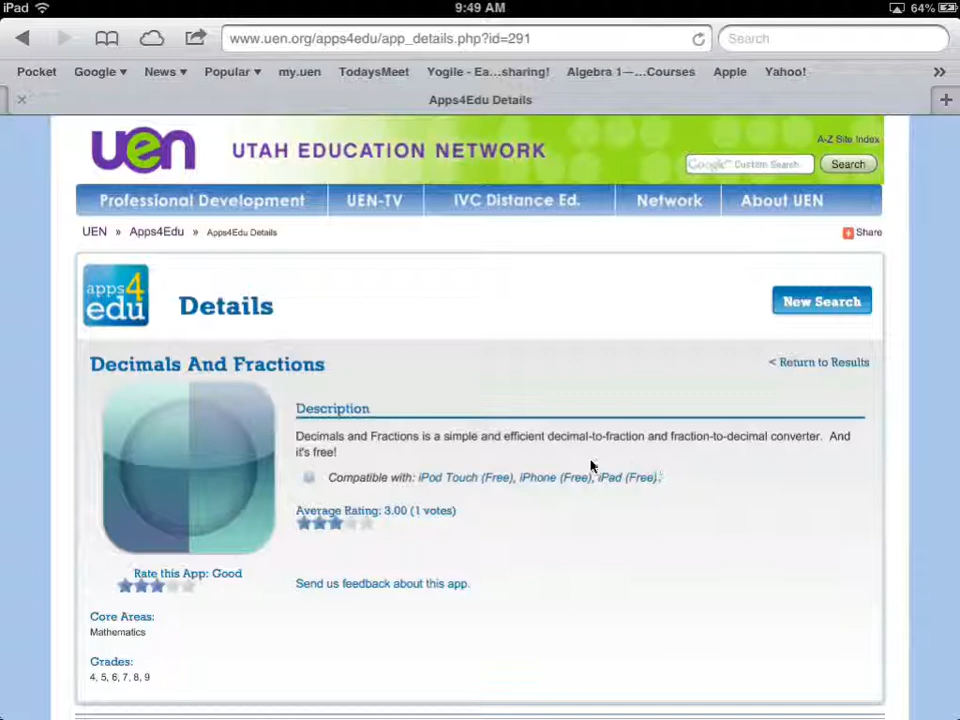 iPad 9:49 AM 64%
www.uen.org/apps4edu/app_details.php?id=291 Search
Pocket Google ▾ News ▾ Popular ▾ my.uen TodaysMeet Yogile - Ea...sharing! Algebra 1—...Courses Apple Yahoo! »
Apps4Edu Details
uen UTAH EDUCATION NETWORK A-Z Site Index
Google™ Custom Search Search
Professional Development UEN-TV IVC Distance Ed. Network About UEN
UEN » Apps4Edu » Apps4Edu Details Share
apps4edu Details New Search
Decimals And Fractions < Return to Results
Description
Decimals and Fractions is a simple and efficient decimal-to-fraction and fraction-to-decimal converter. And
it's free!
Compatible with: iPod Touch (Free), iPhone (Free), iPad (Free),
Average Rating: 3.00 (1 votes)
Rate this App: Good
Send us feedback about this app.
Core Areas:
Mathematics
Grades:
4, 5, 6, 7, 8, 9